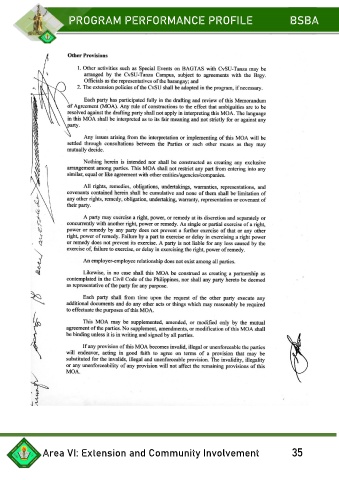 PROGRAM PERFORMANCE PROFILE BSBA
Other Provisions
1. Other activities such as Special Events on BAGTAS with CvSU-Tanza may be
arranged by the CvSU-Tanza Campus, subject to agreements with the Brgy.
Officials as the representatives of the barangay; and
2. The extension policies of the CvSU shall be adopted in the program, if necessary.
Each party has participated fully in the drafting and review of this Memorandum
of Agreement (MOA). Any rule of constructions to the effect that ambiguities are to be
resolved against the drafting party shall not apply in interpreting this MOA. The language
in this MOA shall be interpreted as to its fair meaning and not strictly for or against any
party.
Any issues arising from the interpretation or implementing of this MOA will be
settled through consultations between the Parties or such other means as they may
mutually decide.
Nothing herein is intended nor shall be constructed as creating any exclusive
arrangement among parties. This MOA shall not restrict any part from entering into any
similar, equal or like agreement with other entities/agencies/companies.
All rights, remedies, obligations, undertakings, warranties, representations, and
covenants contained herein shall be cumulative and none of them shall be limitation of
any other rights, remedy, obligation, undertaking, warranty, representation or covenant of
their party.
A party may exercise a right, power, or remedy at its discretion and separately or
concurrently with another right, power or remedy. An single or partial exercise of a right,
power or remedy by any party does not prevent a further exercise of that or any other
right, power of remedy. Failure by a part to exercise or delay in exercising a right power
or remedy does not prevent its exercise. A party is not liable for any loss caused by the
exercise of, failure to exercise, or delay in exercising the right, power of remedy.
An employer-employee relationship does not exist among all parties.
Likewise, in no case shall this MOA be construed as creating a partnership as
contemplated in the Civil Code of the Philippines, nor shall any party hereto be deemed
as representative of the party for any purpose.
Each party shall from time upon the request of the other party execute any
additional documents and do any other acts or things which may reasonably be required
to effectuate the purposes of this MOA.
This MOA may be supplemented, amended, or modified only by the mutual
agreement of the parties. No supplement, amendments, or modification of this MOA shall
be binding unless it is in writing and signed by all parties.
If any provision of this MOA becomes invalid, illegal or unenforceable the parties
will endeavor, acting in good faith to agree on terms of a provision that may be
substituted for the invalids, illegal and unenforceable provision. The invalidity, illegality
or any unenforceability of any provision will not affect the remaining provisions of this
MOA.
Area VI: Extension and Community Involvement 35